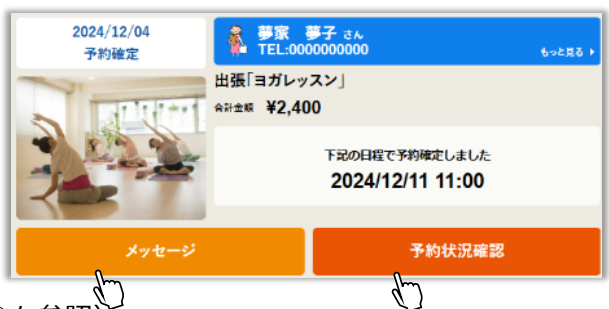 2024/12/04
予約確定
夢家 夢子 さん
TEL:0000000000
もっと見る
出張「ヨガレッスン」
合計金額 ¥2,400
下記の日程で予約確定しました
2024/12/11 11:00
メッセージ
予約状況確認